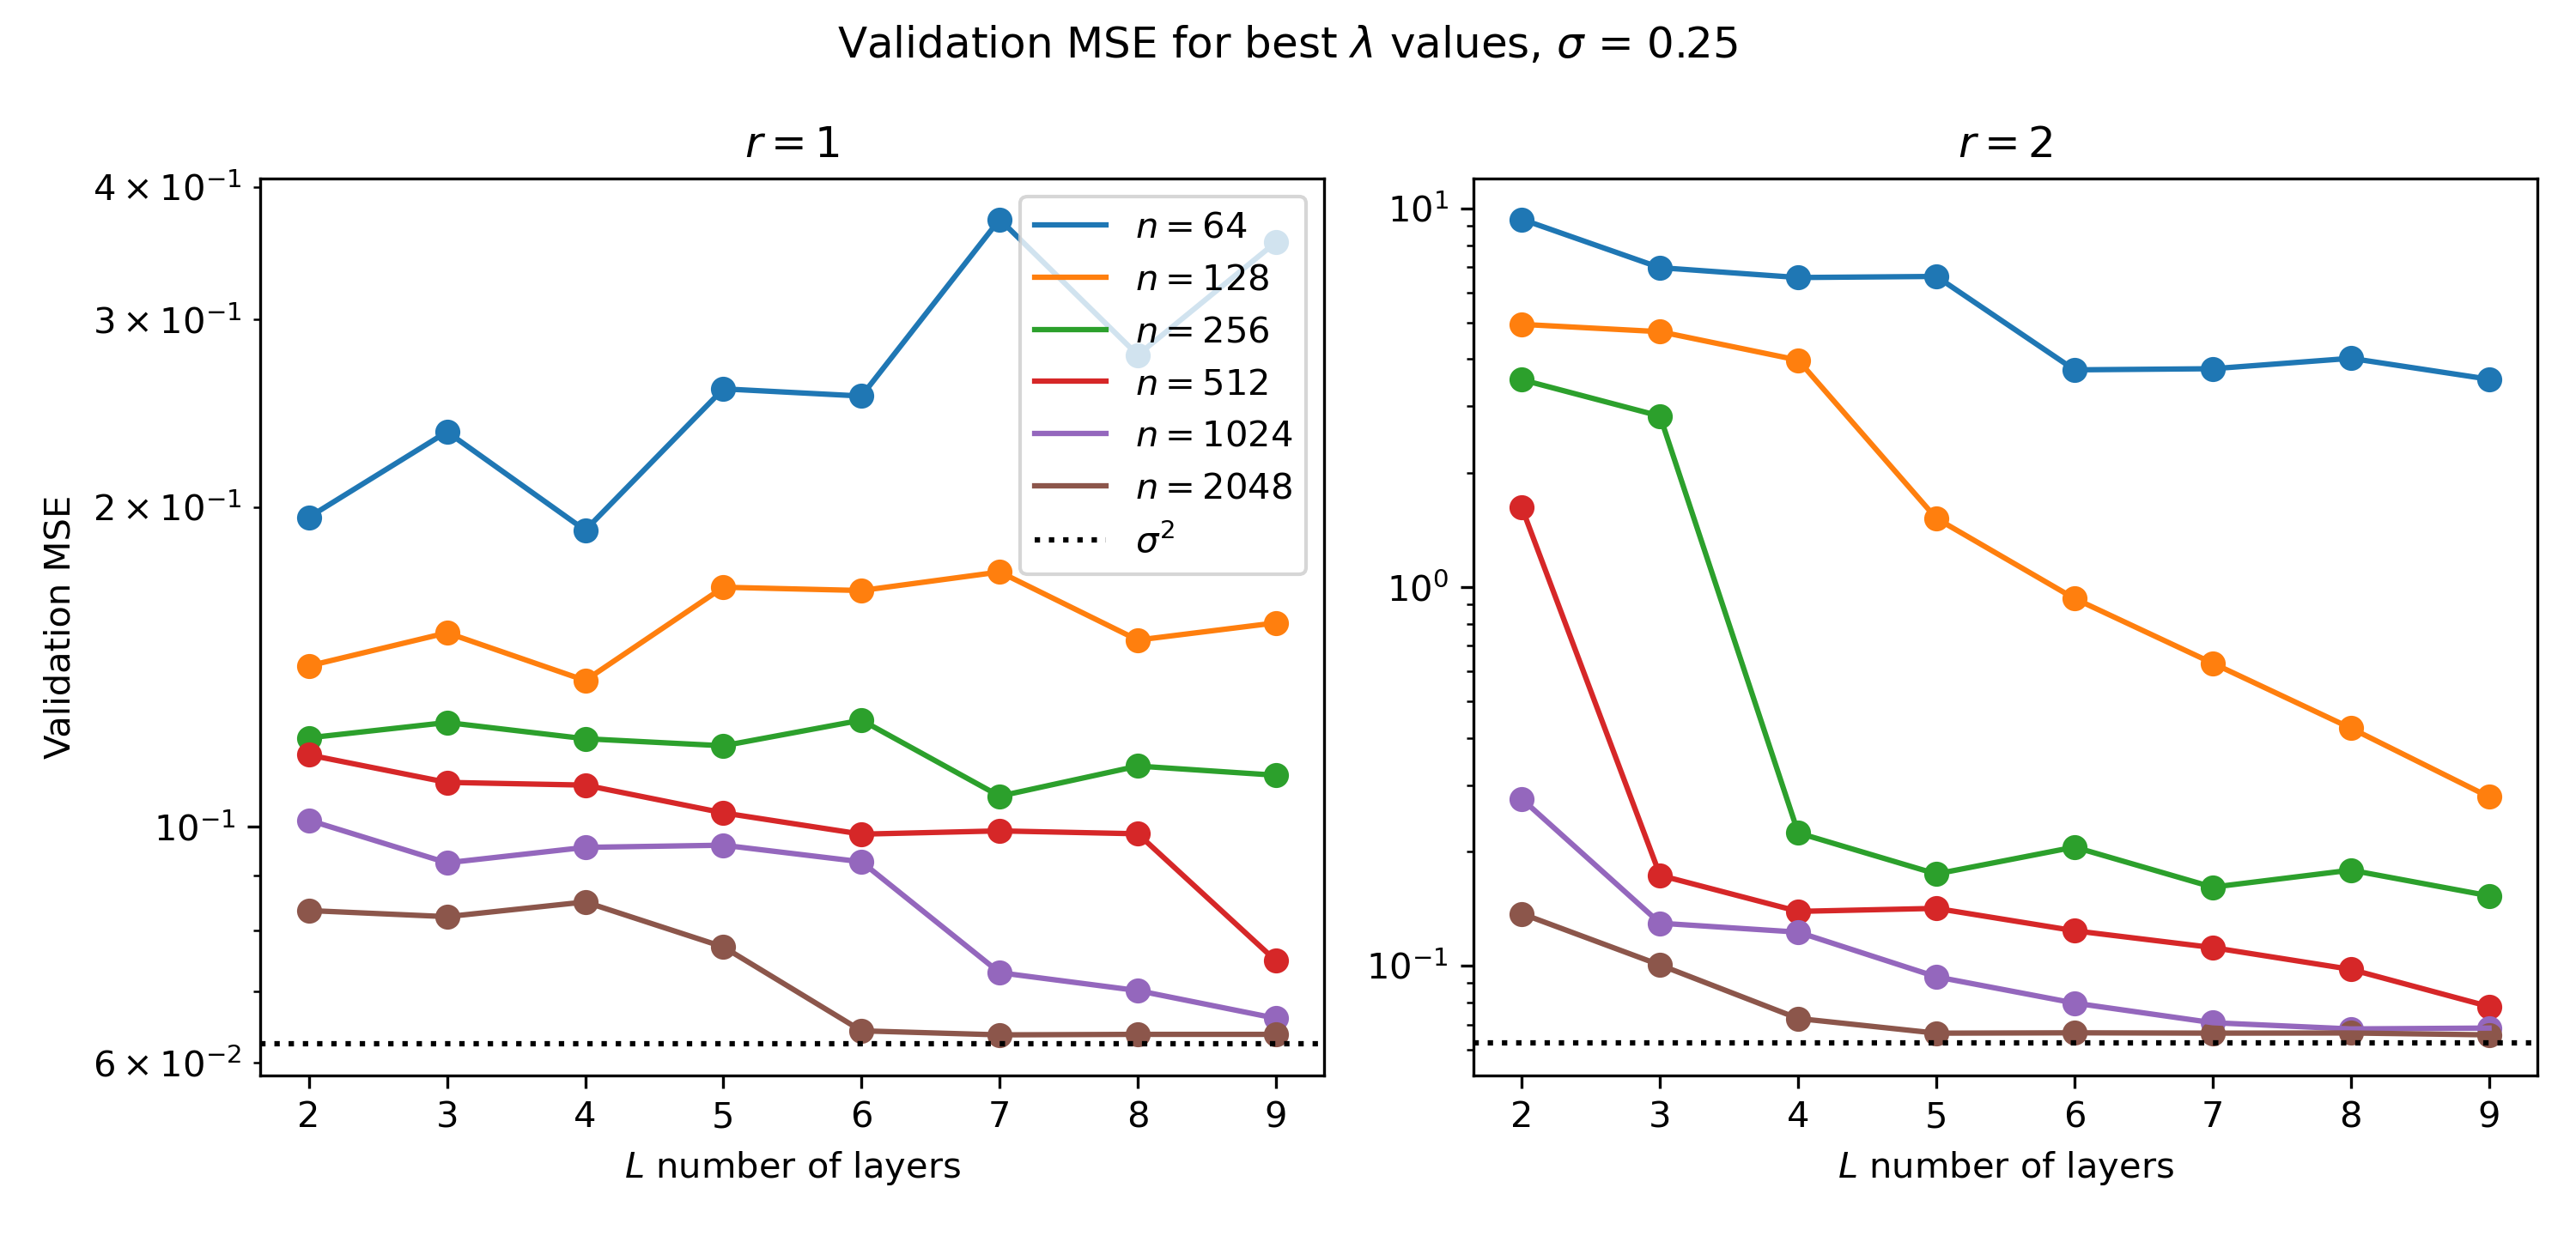 Validation MSE for best λ values, σ = 0.25
r = 1
4 × 10⁻¹
3 × 10⁻¹
2 × 10⁻¹
10⁻¹
6 × 10⁻²
Validation MSE
n = 64
n = 128
n = 256
n = 512
n = 1024
n = 2048
σ²
2 3 4 5 6 7 8 9
L number of layers
r = 2
10¹
10⁰
10⁻¹
2 3 4 5 6 7 8 9
L number of layers